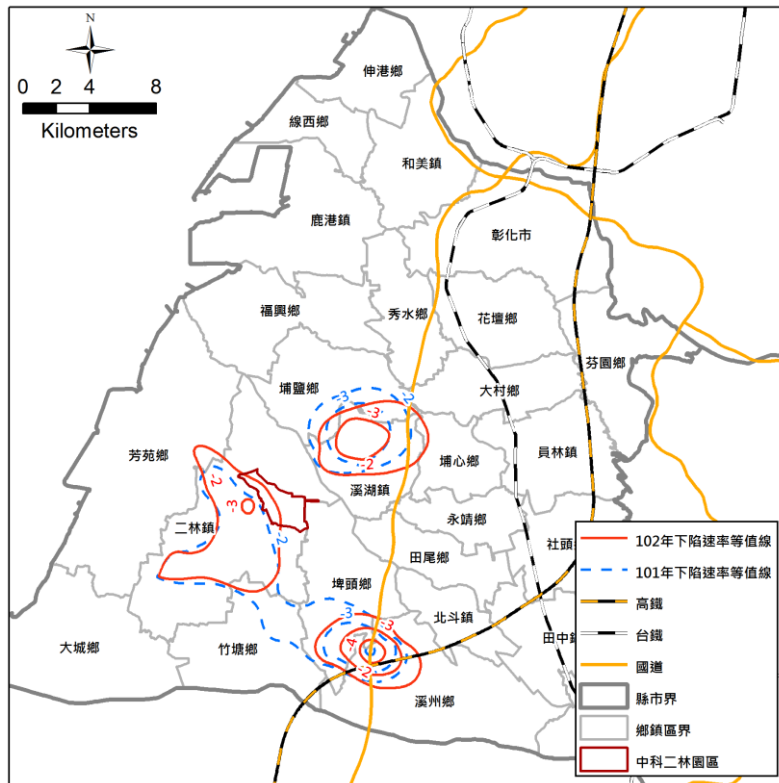 N
0 2 4 8
Kilometers
伸港鄉
線西鄉
和美鎮
鹿港鎮
彰化市
福興鄉
秀水鄉
花壇鄉
芬園鄉
埔鹽鄉
大村鄉
-3
-2
-3
芳苑鄉
員林鎮
埔心鄉
-2
溪湖鎮
-2
-3
二林鎮
-2
永靖鄉
社頭
田尾鄉
埤頭鄉
北斗鎮
-3
-3
-4
田中
大城鄉
竹塘鄉
-2
溪州鄉
102年下陷速率等值線
101年下陷速率等值線
高鐵
台鐵
國道
縣市界
鄉鎮區界
中科二林園區